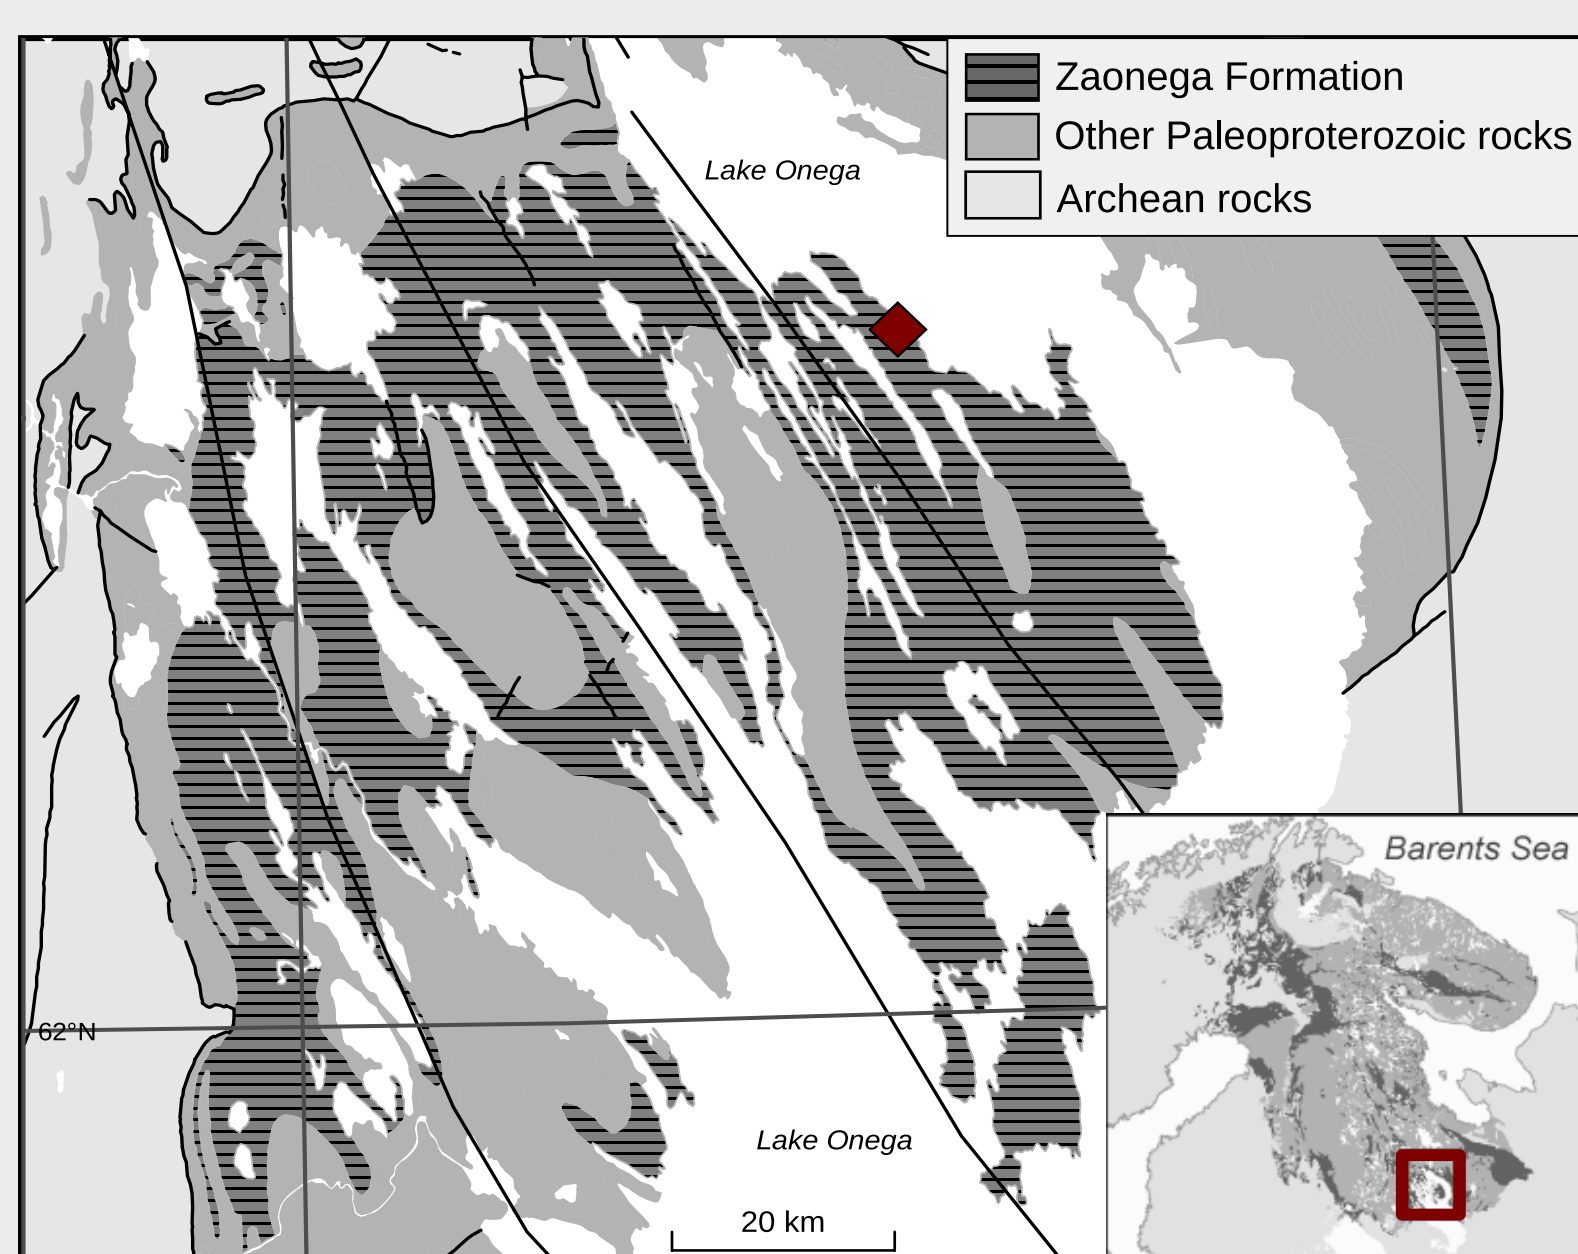 Zaonega Formation
Other Paleoproterozoic rocks
Archean rocks
Lake Onega
Barents Sea
62°N
Lake Onega
20 km